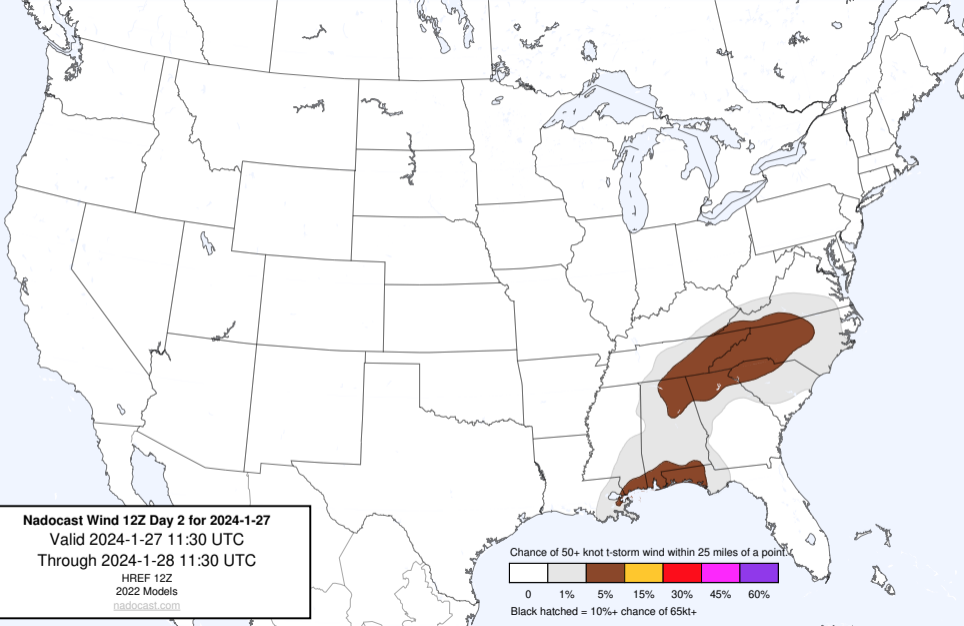 Nadocast Wind 12Z Day 2 for 2024-1-27
Valid 2024-1-27 11:30 UTC
Through 2024-1-28 11:30 UTC
HREF 12Z
2022 Models
nadocast.com
Chance of 50+ knot t-storm wind within 25 miles of a point.
0 1% 5% 15% 30% 45% 60%
Black hatched = 10%+ chance of 65kt+